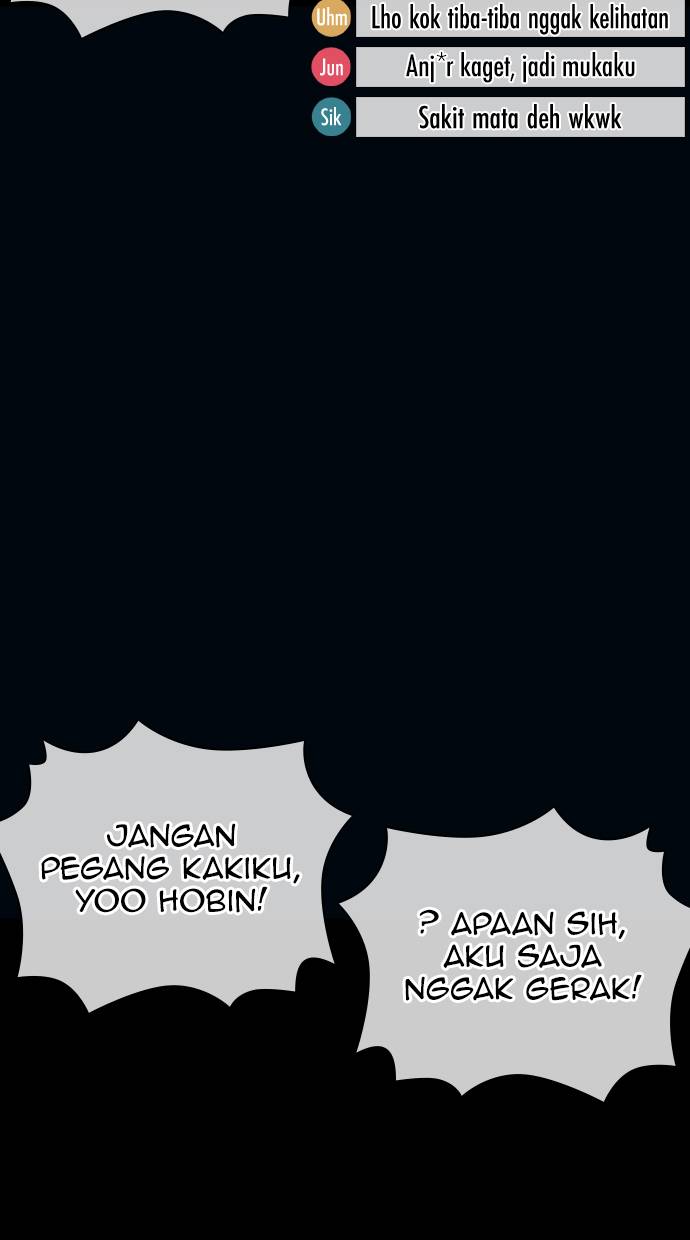 Uhm Lho kok tiba-tiba nggak kelihatan
Jun Anj*r kaget, jadi mukaku
Sik Sakit mata deh wkwk
JANGAN
PEGANG KAKIKU,
YOO HOBIN!
? APAAN SIH,
AKU SAJA
NGGAK GERAK!